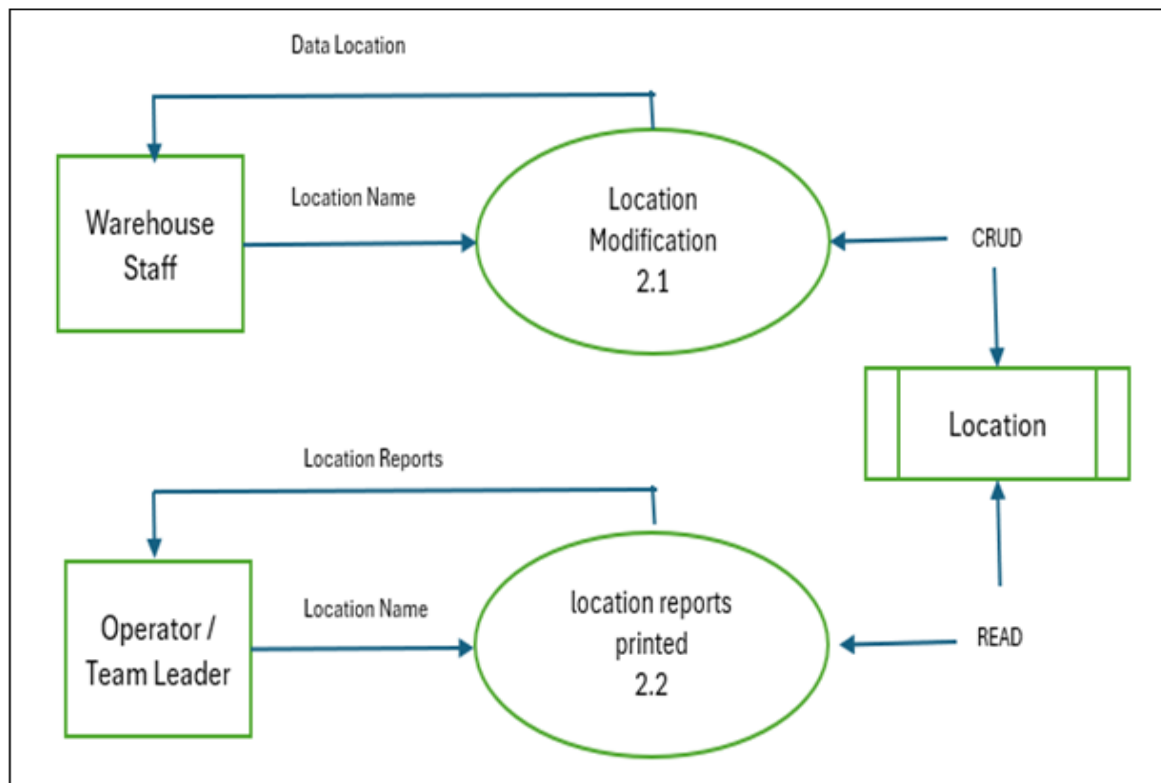 Data Location
Warehouse
Staff
Location Name
Location
Modification
2.1
CRUD
Location
Location Reports
Operator /
Team Leader
Location Name
location reports
printed
2.2
READ